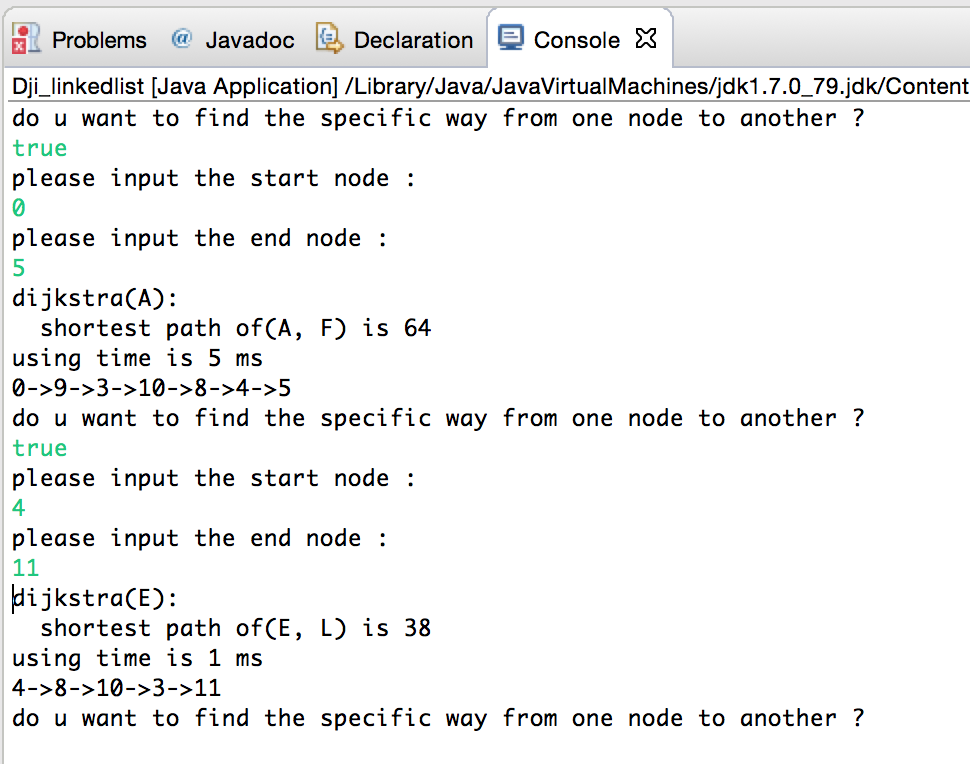 Problems @ Javadoc Declaration Console
Dji_linkedlist [Java Application] /Library/Java/JavaVirtualMachines/jdk1.7.0_79.jdk/Content
do u want to find the specific way from one node to another ?
true
please input the start node :
0
please input the end node :
5
dijkstra(A):
  shortest path of(A, F) is 64
using time is 5 ms
0->9->3->10->8->4->5
do u want to find the specific way from one node to another ?
true
please input the start node :
4
please input the end node :
11
dijkstra(E):
  shortest path of(E, L) is 38
using time is 1 ms
4->8->10->3->11
do u want to find the specific way from one node to another ?